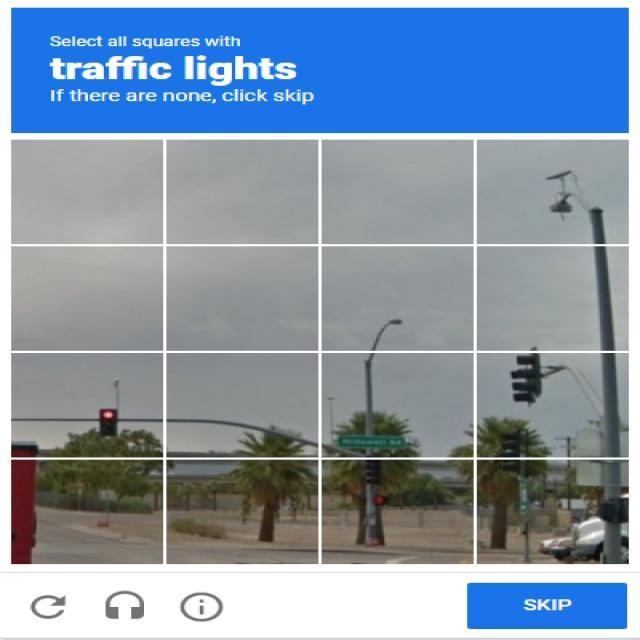 Select all squares with
traffic lights
If there are none, click skip
McDowell Rd
SKIP